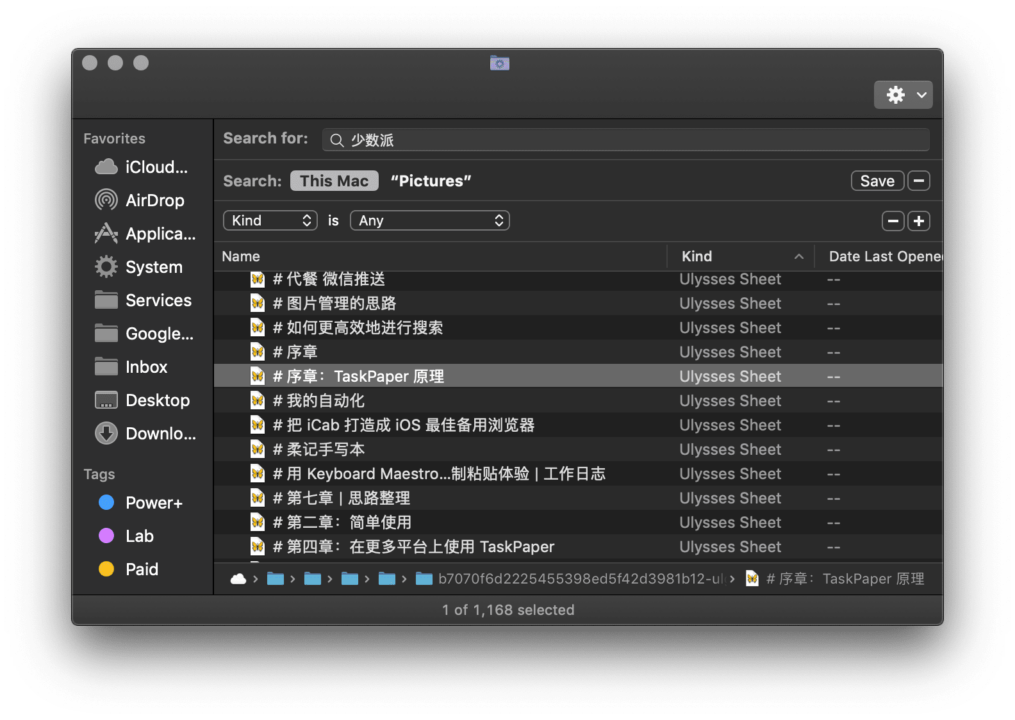 Favorites
iCloud...
AirDrop
Applica...
System
Services
Google...
Inbox
Desktop
Downlo...
Tags
Power+
Lab
Paid
Search for: 少数派
Search: This Mac “Pictures” Save
Kind is Any
Name Kind Date Last Opene
# 代餐 微信推送 Ulysses Sheet --
# 图片管理的思路 Ulysses Sheet --
# 如何更高效地进行搜索 Ulysses Sheet --
# 序章 Ulysses Sheet --
# 序章：TaskPaper 原理 Ulysses Sheet --
# 我的自动化 Ulysses Sheet --
# 把 iCab 打造成 iOS 最佳备用浏览器 Ulysses Sheet --
# 柔记手写本 Ulysses Sheet --
# 用 Keyboard Maestro...制粘贴体验 | 工作日志 Ulysses Sheet --
# 第七章 | 思路整理 Ulysses Sheet --
# 第二章：简单使用 Ulysses Sheet --
# 第四章：在更多平台上使用 TaskPaper Ulysses Sheet --
b7070f6d2225455398ed5f42d3981b12-ul › # 序章：TaskPaper 原理
1 of 1,168 selected